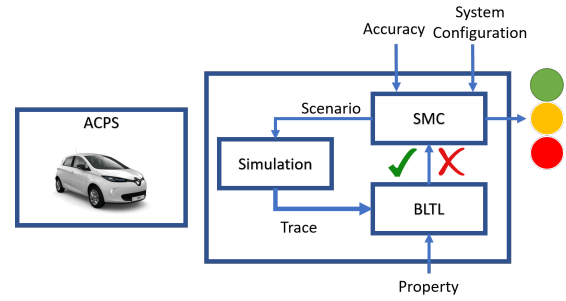 System
Accuracy
Configuration
ACPS
Scenario
SMC
Simulation
BLTL
Trace
Property